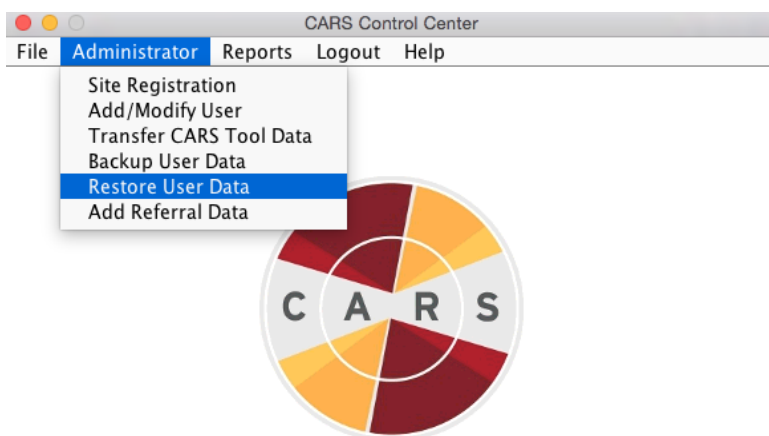 CARS Control Center
File Administrator Reports Logout Help
Site Registration
Add/Modify User
Transfer CARS Tool Data
Backup User Data
Restore User Data
Add Referral Data
C A R S